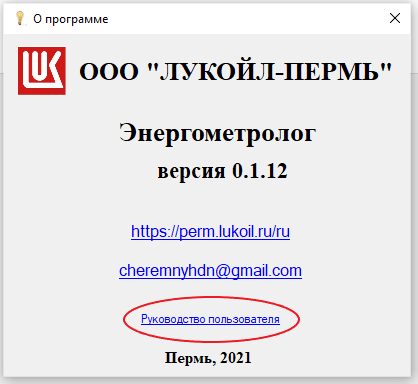 О программе
ООО "ЛУКОЙЛ-ПЕРМЬ"
Энергометролог
версия 0.1.12
https://perm.lukoil.ru/ru
cheremnyhdn@gmail.com
Руководство пользователя
Пермь, 2021